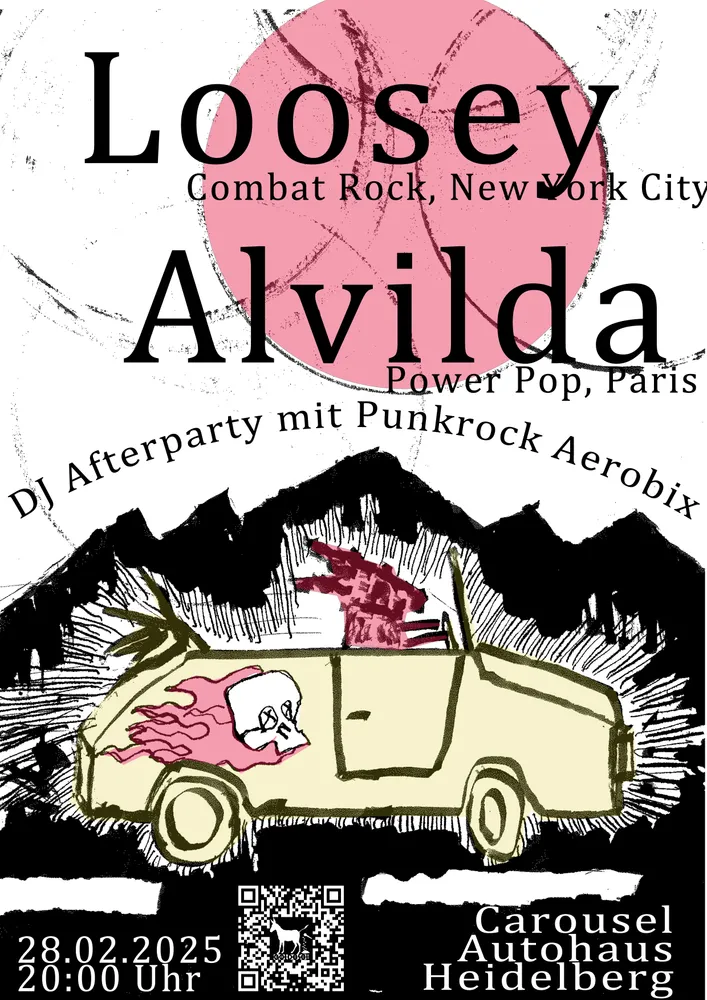 Loosey
Combat Rock, New York City
Alvilda
Power Pop, Paris
DJ Afterparty mit Punkrock Aerobix
28.02.2025
20:00 Uhr
Carousel
Autohaus
Heidelberg